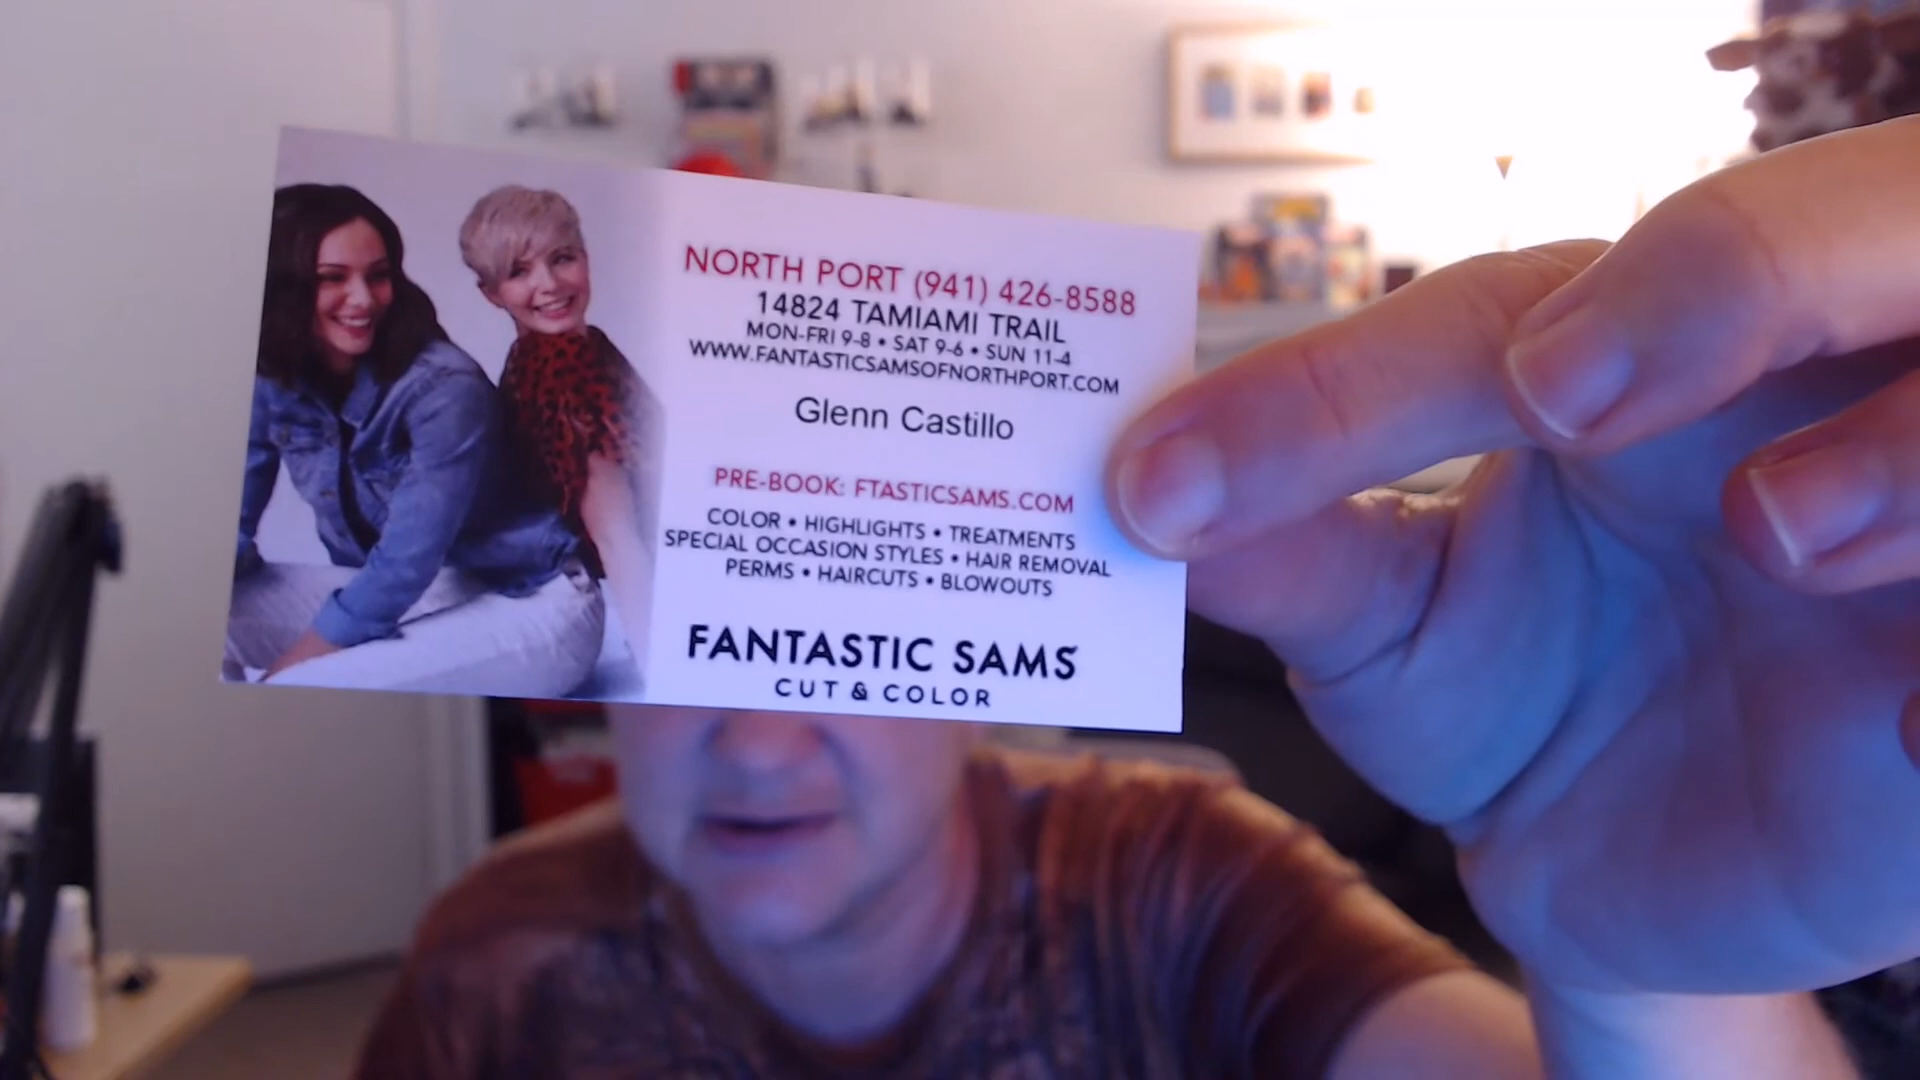 NORTH PORT (941) 426-8588
14824 TAMIAMI TRAIL
MON-FRI 9-8 • SAT 9-6 • SUN 11-4
WWW.FANTASTICSAMSOFNORTHPORT.COM
Glenn Castillo
PRE-BOOK: FTASTICSAMS.COM
COLOR • HIGHLIGHTS • TREATMENTS
SPECIAL OCCASION STYLES • HAIR REMOVAL
PERMS • HAIRCUTS • BLOWOUTS
FANTASTIC SAMS
CUT & COLOR